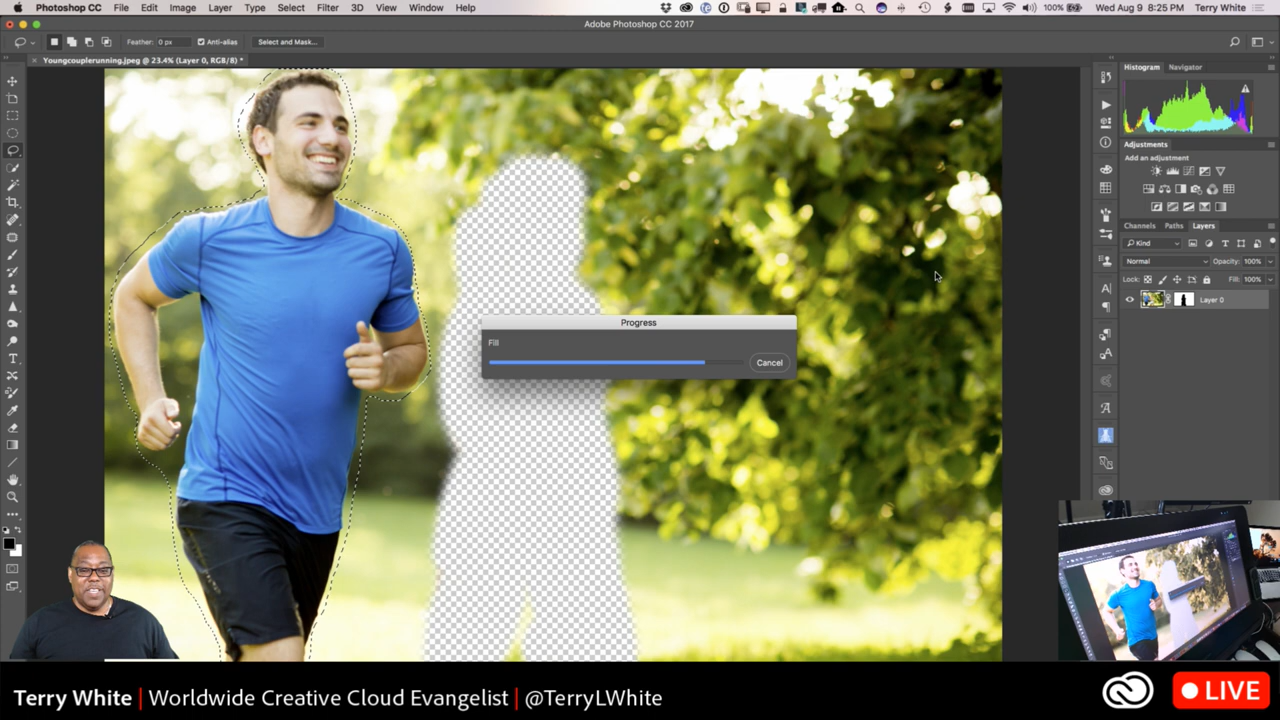 Photoshop CC File Edit Image Layer Type Select Filter 3D View Window Help 100% Wed Aug 9 8:25 PM Terry White
Adobe Photoshop CC 2017
Feather: 0 px Anti-alias Select and Mask...
Youngcouplerunning.jpeg @ 23.4% (Layer 0, RGB/8) *
Histogram Navigator
Adjustments
Add an adjustment
Channels Paths Layers
Kind
Normal Opacity: 100%
Lock: Fill: 100%
Layer 0
Progress
Fill
Cancel
Terry White | Worldwide Creative Cloud Evangelist | @TerryLWhite
LIVE